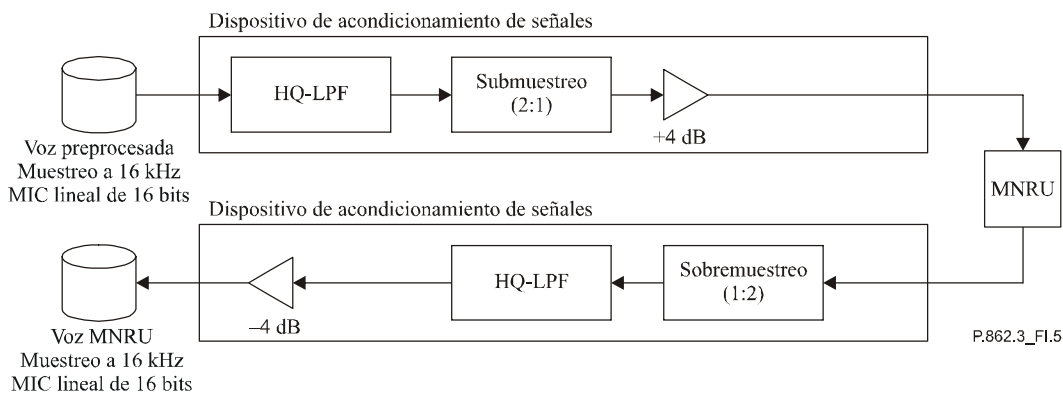 Dispositivo de acondicionamiento de señales
HQ-LPF
Submuestreo
(2:1)
+4 dB
Voz preprocesada
Muestreo a 16 kHz
MIC lineal de 16 bits
MNRU
Dispositivo de acondicionamiento de señales
HQ-LPF
Sobremuestreo
(1:2)
–4 dB
Voz MNRU
Muestreo a 16 kHz
MIC lineal de 16 bits
P.862.3_FI.5